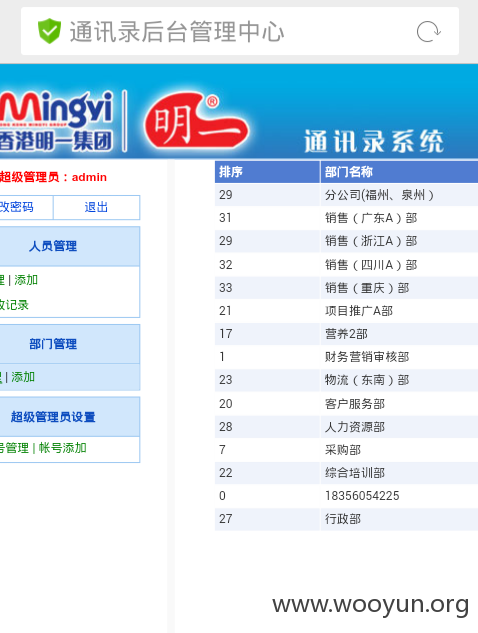 通讯录后台管理中心
Mingyi
香港明一集团
明一®
通讯录系统
超级管理员：admin
改密码 退出
人员管理
理 | 添加
改记录
部门管理
理 | 添加
超级管理员设置
号管理 | 帐号添加
排序 部门名称
29 分公司(福州、泉州）
31 销售（广东A）部
29 销售（浙江A）部
32 销售（四川A）部
33 销售（重庆）部
21 项目推广A部
17 营养2部
1 财务营销审核部
23 物流（东南）部
20 客户服务部
28 人力资源部
7 采购部
22 综合培训部
0 18356054225
27 行政部
www.wooyun.org